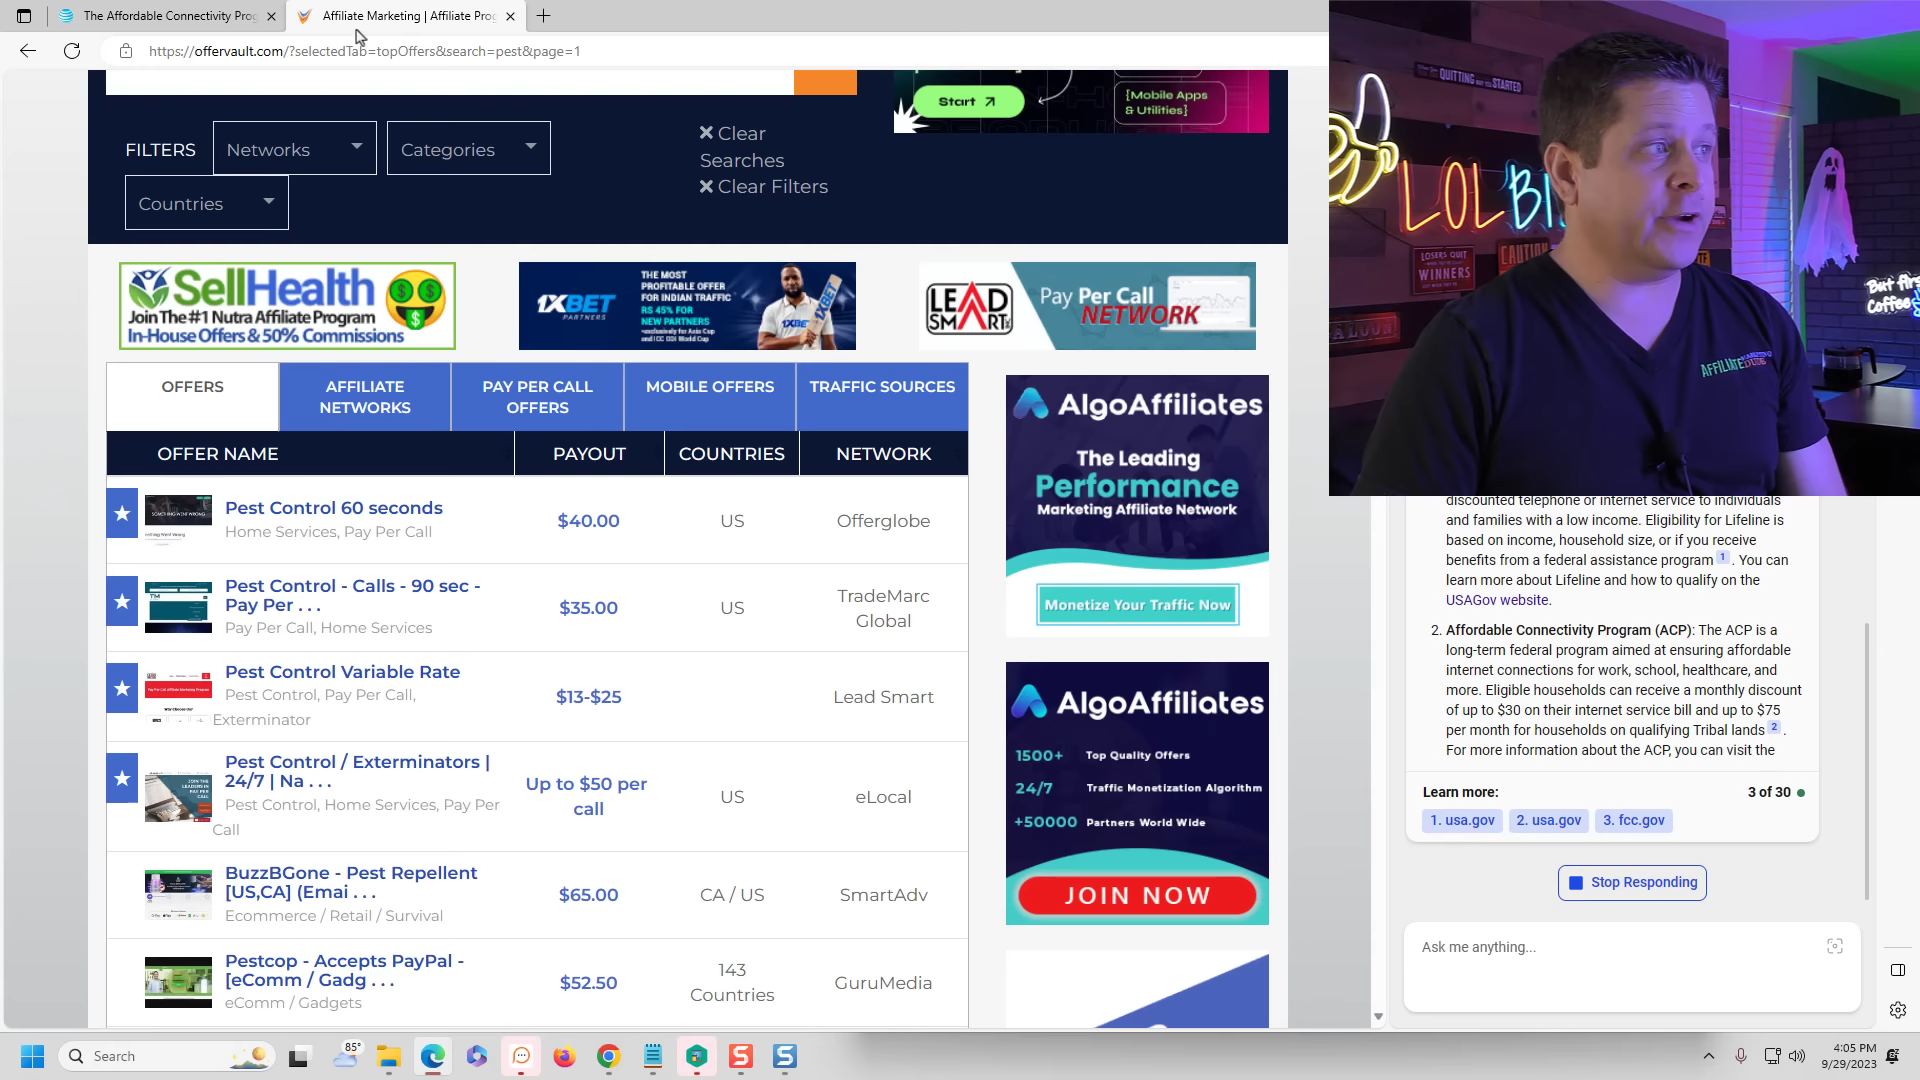 The Affordable Connectivity Prog
Affiliate Marketing | Affiliate Pro
https://offervault.com/?selectedTab=topOffers&search=pest&page=1
Start
{Mobile Apps
& Utilities}
FILTERS
Networks
Categories
Countries
Clear
Searches
Clear Filters
SellHealth
Join The #1 Nutra Affiliate Program
In-House Offers & 50% Commissions
1XBET
PARTNERS
THE MOST
PROFITABLE OFFER
FOR INDIAN TRAFFIC
RS 45% FOR
NEW PARTNERS
LEAD
SMART
Pay Per Call
NETWORK
OFFERS
AFFILIATE
NETWORKS
PAY PER CALL
OFFERS
MOBILE OFFERS
TRAFFIC SOURCES
OFFER NAME
PAYOUT
COUNTRIES
NETWORK
Pest Control 60 seconds
Home Services, Pay Per Call
$40.00
US
Offerglobe
Pest Control - Calls - 90 sec -
Pay Per . . .
Pay Per Call, Home Services
$35.00
US
TradeMarc
Global
Pest Control Variable Rate
Pest Control, Pay Per Call,
Exterminator
$13-$25
Lead Smart
Pest Control / Exterminators |
24/7 | Na . . .
Pest Control, Home Services, Pay Per
Call
Up to $50 per
call
US
eLocal
BuzzBGone - Pest Repellent
[US,CA] (Emai . . .
Ecommerce / Retail / Survival
$65.00
CA / US
SmartAdv
Pestcop - Accepts PayPal -
[eComm / Gadg . . .
eComm / Gadgets
$52.50
143
Countries
GuruMedia
AlgoAffiliates
The Leading
Performance
Marketing Affiliate Network
Monetize Your Traffic Now
AlgoAffiliates
1500+ Top Quality Offers
24/7 Traffic Monetization Algorithm
+50000 Partners World Wide
JOIN NOW
QUITTING
STARTED
LOL
LOSERS QUIT
WINNERS
CAUTION
But first
Coffee
AFFILIATE
discounted telephone or internet service to individuals
and families with a low income. Eligibility for Lifeline is
based on income, household size, or if you receive
benefits from a federal assistance program 1 . You can
learn more about Lifeline and how to qualify on the
USAGov website.
2. Affordable Connectivity Program (ACP): The ACP is a
long-term federal program aimed at ensuring affordable
internet connections for work, school, healthcare, and
more. Eligible households can receive a monthly discount
of up to $30 on their internet service bill and up to $75
per month for households on qualifying Tribal lands 2 .
For more information about the ACP, you can visit the
Learn more:
3 of 30
1. usa.gov
2. usa.gov
3. fcc.gov
Stop Responding
Ask me anything...
Search
85°
4:05 PM
9/29/2023